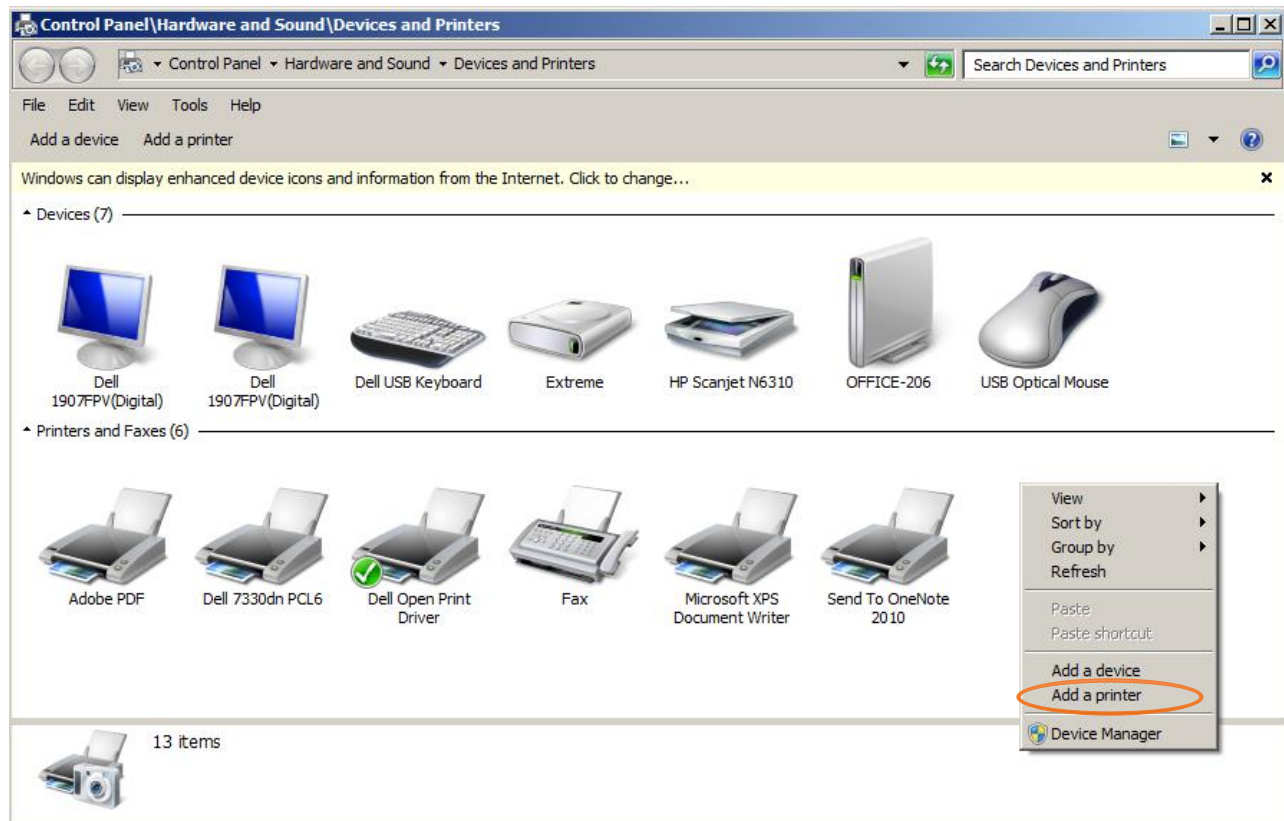 Control Panel\Hardware and Sound\Devices and Printers
Control Panel Hardware and Sound Devices and Printers
Search Devices and Printers
File Edit View Tools Help
Add a device Add a printer
Windows can display enhanced device icons and information from the Internet. Click to change...
Devices (7)
Dell
1907FPV(Digital)
Dell
1907FPV(Digital)
Dell USB Keyboard
Extreme
HP Scanjet N6310
OFFICE-206
USB Optical Mouse
Printers and Faxes (6)
Adobe PDF
Dell 7330dn PCL6
Dell Open Print
Driver
Fax
Microsoft XPS
Document Writer
Send To OneNote
2010
View
Sort by
Group by
Refresh
Paste
Paste shortcut
Add a device
Add a printer
Device Manager
13 items